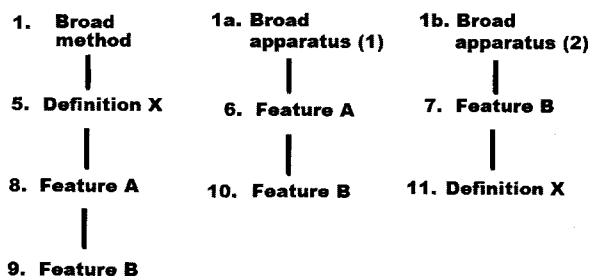 1. Broad method
1a. Broad apparatus (1)
1b. Broad apparatus (2)
5. Definition X
6. Feature A
7. Feature B
8. Feature A
10. Feature B
11. Definition X
9. Feature B